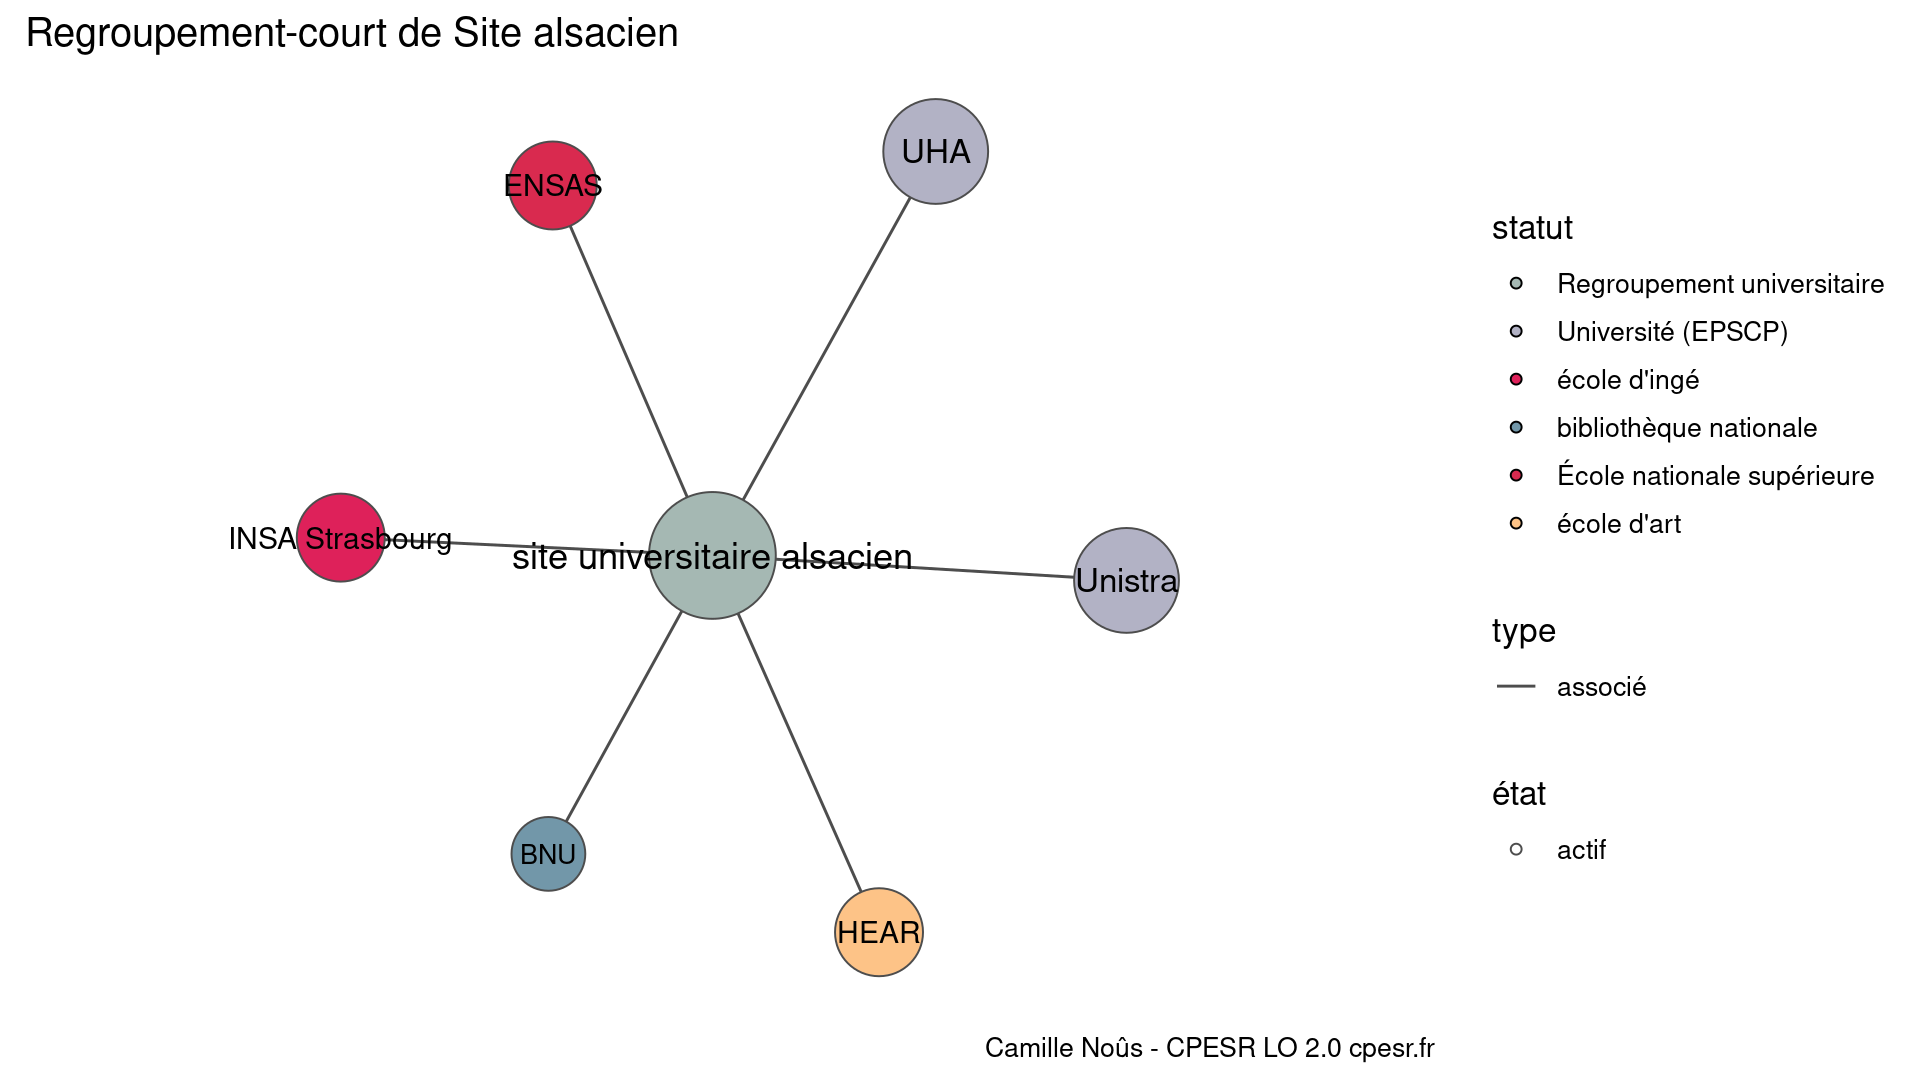 Regroupement-court de Site alsacien
UHA
ENSAS
INSA Strasbourg
site universitaire alsacien
Unistra
BNU
HEAR
statut
Regroupement universitaire
Université (EPSCP)
école d'ingé
bibliothèque nationale
École nationale supérieure
école d'art
type
associé
état
actif
Camille Noûs - CPESR LO 2.0 cpesr.fr